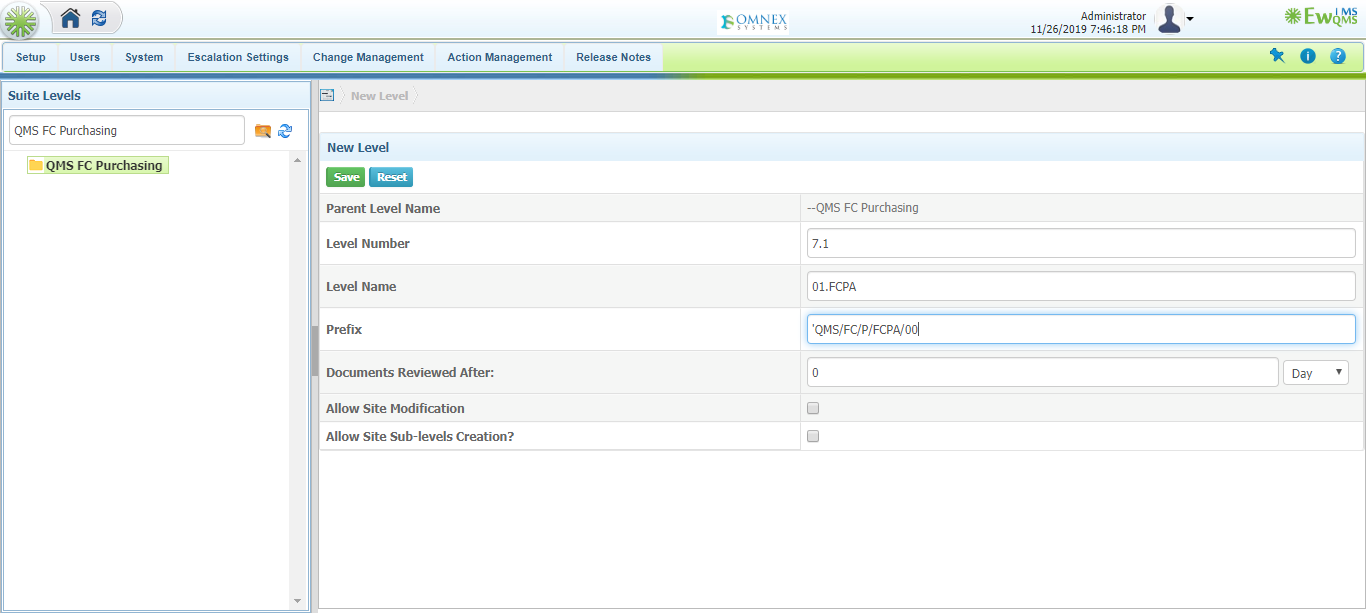 OMNEX
SYSTEMS
Administrator
11/26/2019 7:46:18 PM
EwQMS
iMS
Setup Users System Escalation Settings Change Management Action Management Release Notes
Suite Levels
QMS FC Purchasing
QMS FC Purchasing
New Level
New Level
Save Reset
Parent Level Name --QMS FC Purchasing
Level Number 7.1
Level Name 01.FCPA
Prefix 'QMS/FC/P/FCPA/00
Documents Reviewed After: 0 Day
Allow Site Modification
Allow Site Sub-levels Creation?